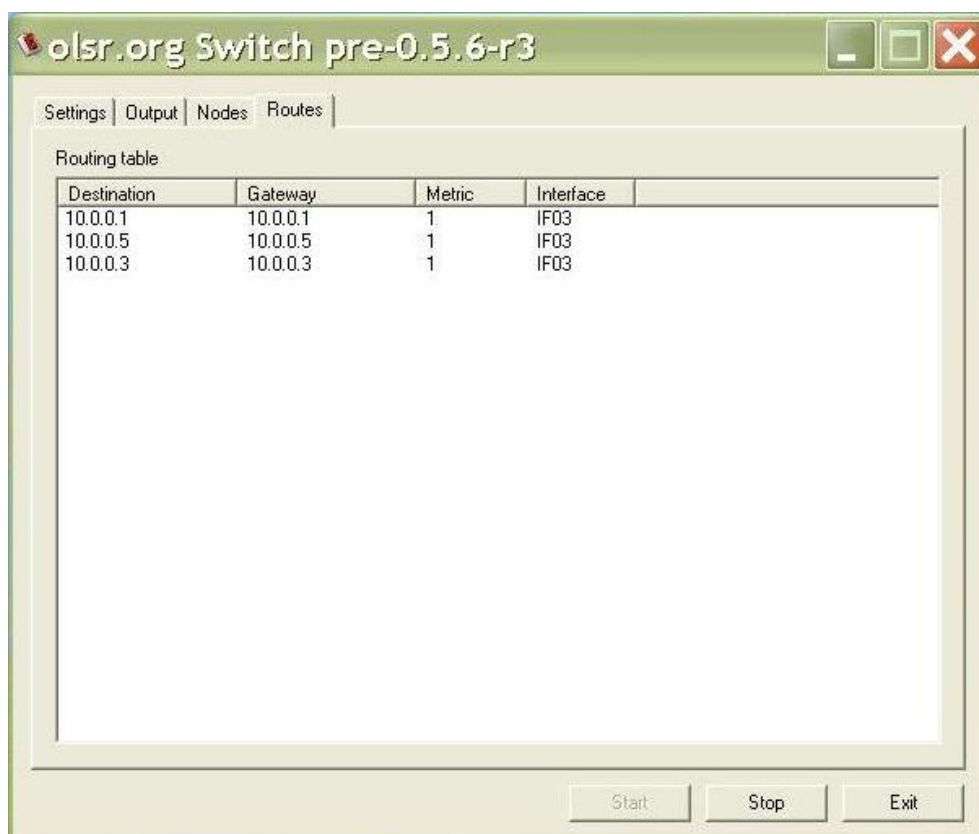 olsr.org Switch pre-0.5.6-r3
Settings Output Nodes Routes
Routing table
Destination Gateway Metric Interface
10.0.0.1 10.0.0.1 1 IF03
10.0.0.5 10.0.0.5 1 IF03
10.0.0.3 10.0.0.3 1 IF03
Start Stop Exit